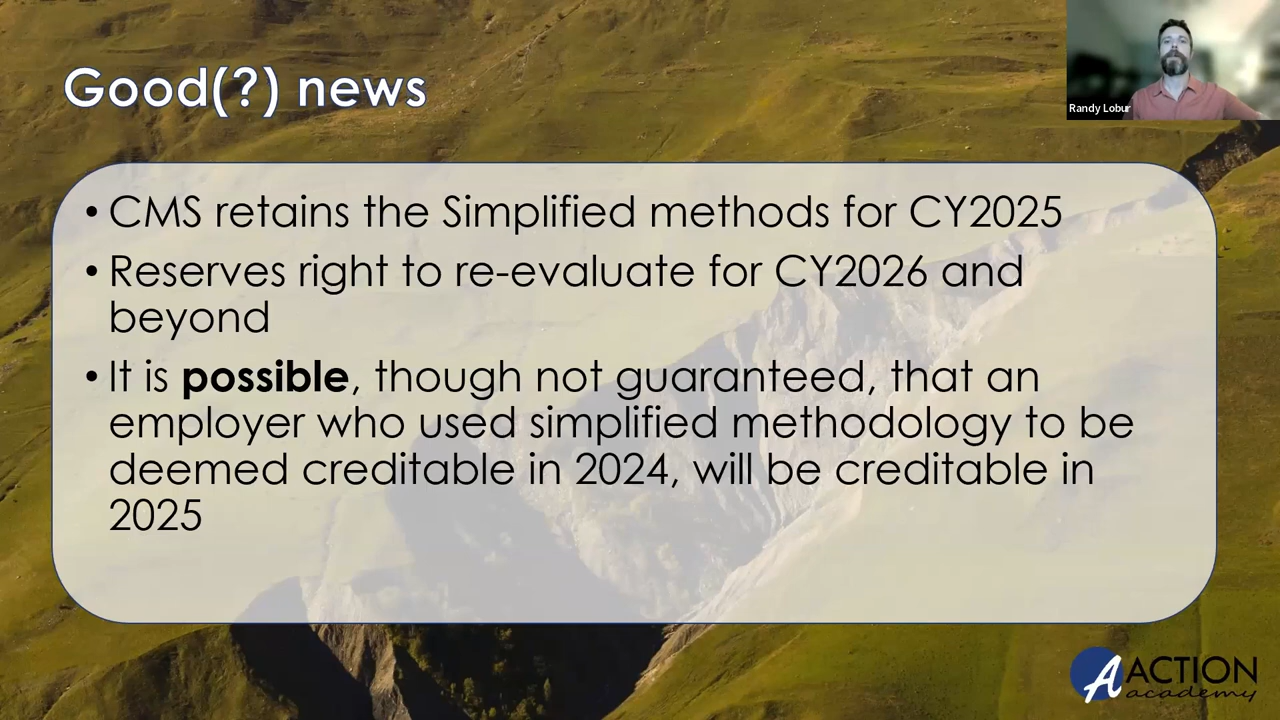 Good(?) news
Randy Lobur
• CMS retains the Simplified methods for CY2025
• Reserves right to re-evaluate for CY2026 and
beyond
• It is possible, though not guaranteed, that an
employer who used simplified methodology to be
deemed creditable in 2024, will be creditable in
2025
A ACTION
academy